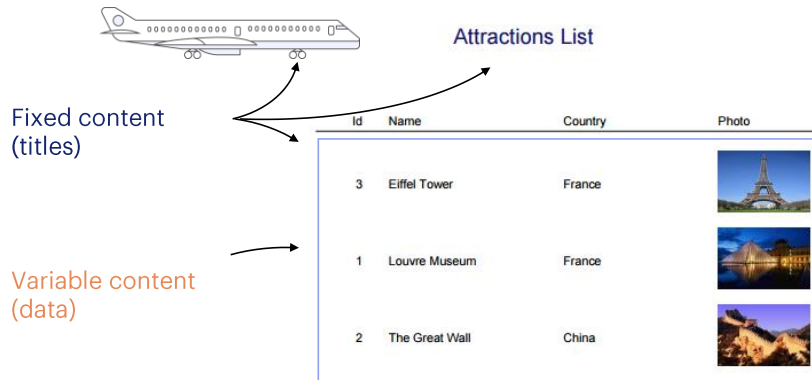 Attractions List
Fixed content
(titles)
Id Name Country Photo
3 Eiffel Tower France
1 Louvre Museum France
Variable content
(data)
2 The Great Wall China